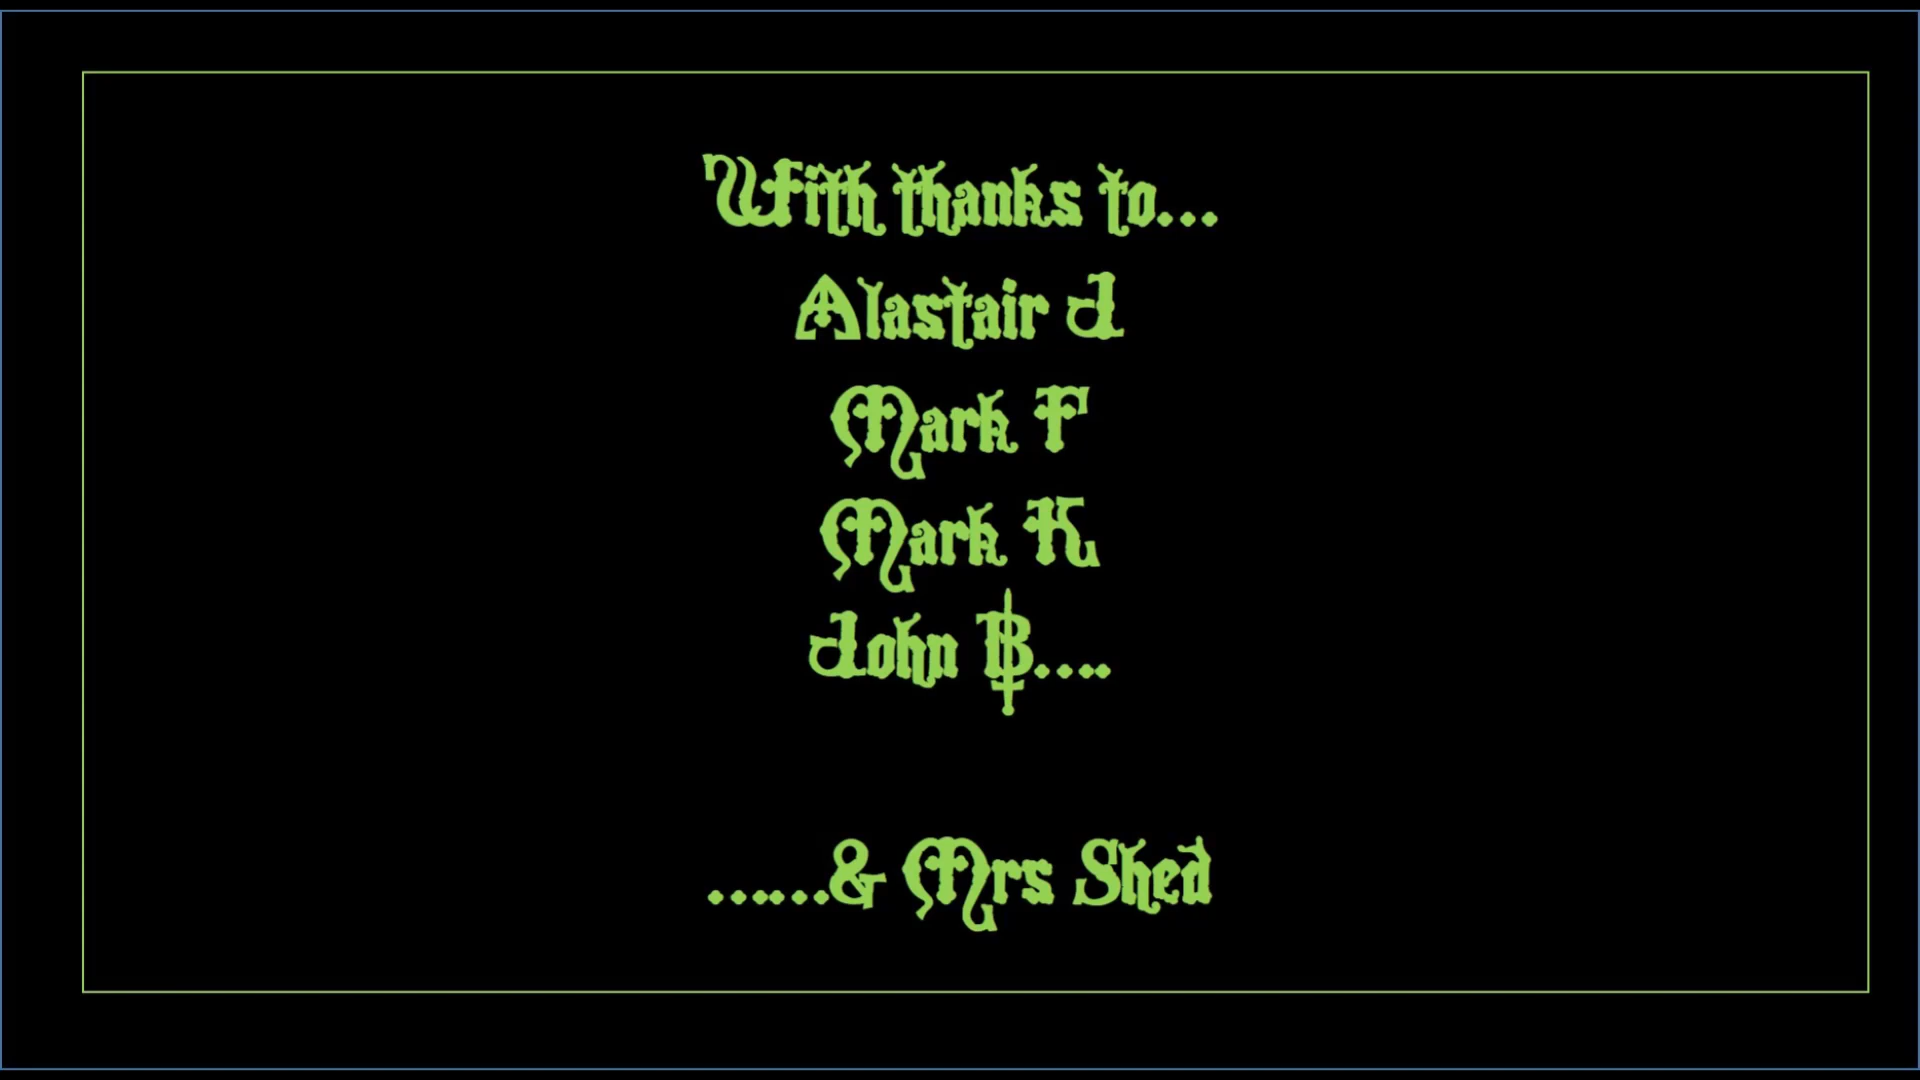 With thanks to...
Alastair J
Mark F
Mark K
John B....
......& Mrs Shed